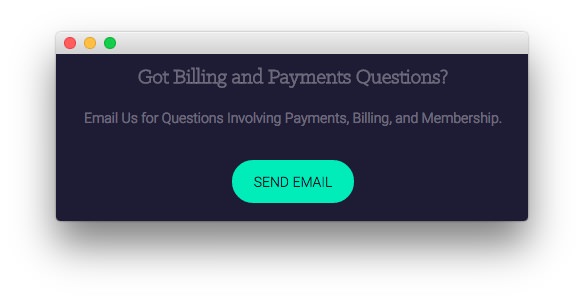 Got Billing and Payments Questions?
Email Us for Questions Involving Payments, Billing, and Membership.
SEND EMAIL